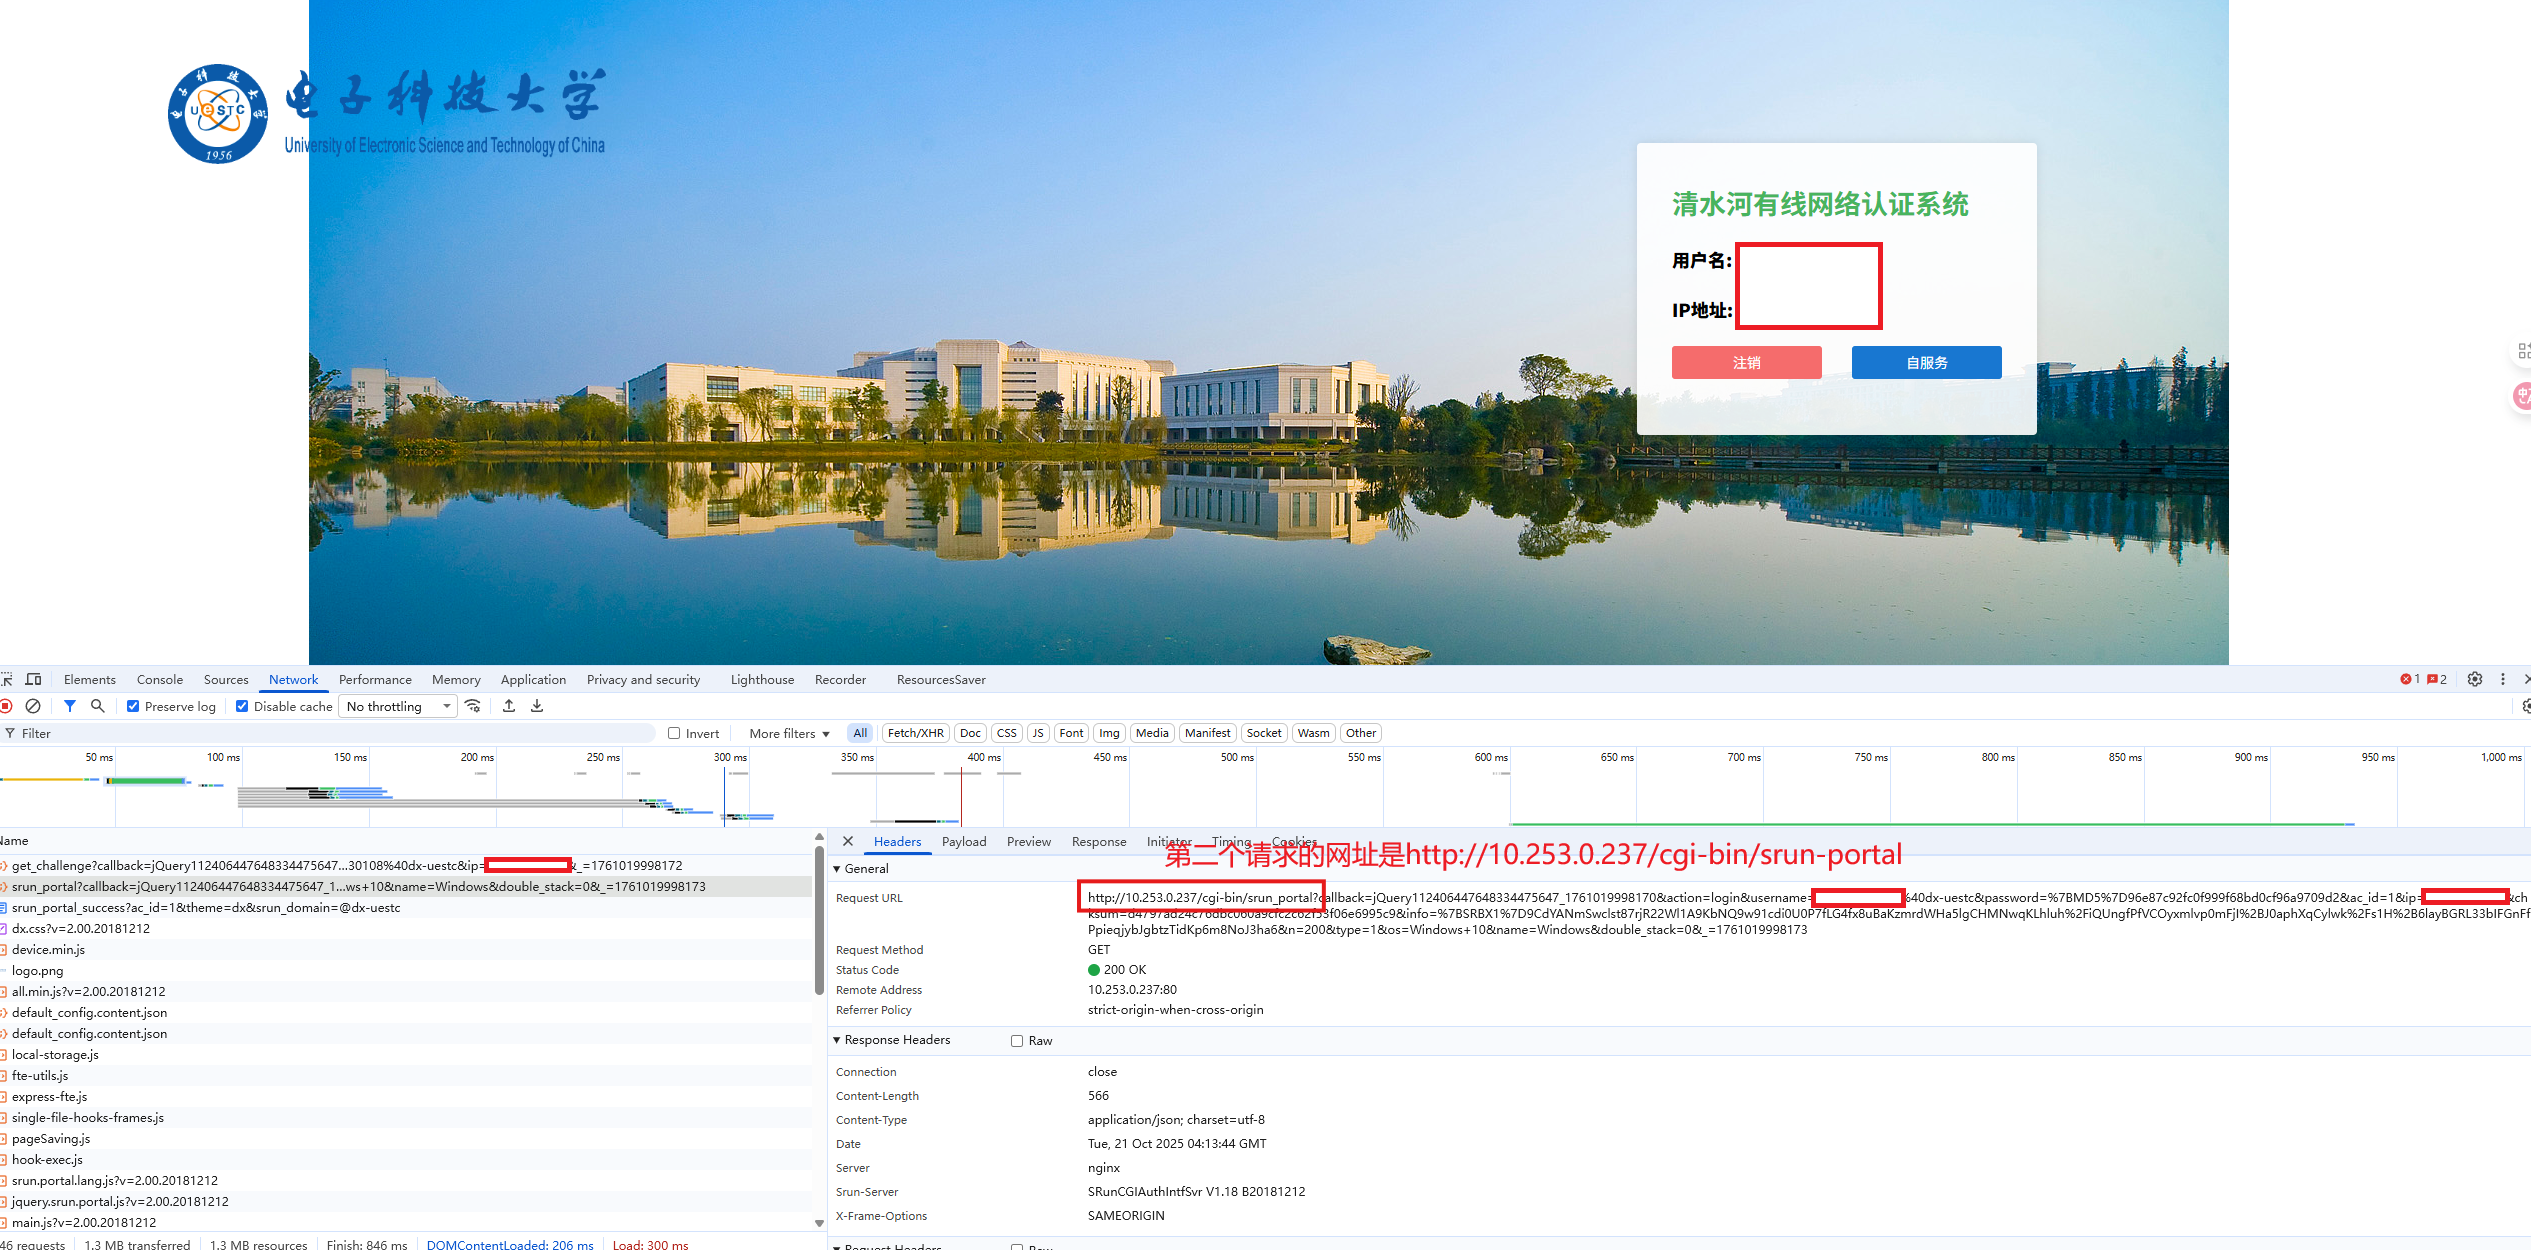 电子科技大学
University of Electronic Science and Technology of China
UESTC
1956
清水河有线网络认证系统
用户名:
IP地址:
注销
自服务
Elements Console Sources Network Performance Memory Application Privacy and security Lighthouse Recorder ResourcesSaver 1 2
Preserve log Disable cache No throttling
Filter Invert More filters All Fetch/XHR Doc CSS JS Font Img Media Manifest Socket Wasm Other
50 ms 100 ms 150 ms 200 ms 250 ms 300 ms 350 ms 400 ms 450 ms 500 ms 550 ms 600 ms 650 ms 700 ms 750 ms 800 ms 850 ms 900 ms 950 ms 1,000 ms
Name
get_challenge?callback=jQuery112406447648334475647...30108%40dx-uestc&ip= &_=1761019998172
srun_portal?callback=jQuery112406447648334475647_1...ws+10&name=Windows&double_stack=0&_=1761019998173
srun_portal_success?ac_id=1&theme=dx&srun_domain=@dx-uestc
dx.css?v=2.00.20181212
device.min.js
logo.png
all.min.js?v=2.00.20181212
default_config.content.json
default_config.content.json
local-storage.js
fte-utils.js
express-fte.js
single-file-hooks-frames.js
pageSaving.js
hook-exec.js
srun.portal.lang.js?v=2.00.20181212
jquery.srun.portal.js?v=2.00.20181212
main.js?v=2.00.20181212
46 requests 1.3 MB transferred 1.3 MB resources Finish: 846 ms DOMContentLoaded: 206 ms Load: 300 ms
Headers Payload Preview Response Initiator Timing Cookies
第二个请求的网址是http://10.253.0.237/cgi-bin/srun-portal
General
Request URL
http://10.253.0.237/cgi-bin/srun_portal?callback=jQuery112406447648334475647_1761019998170&action=login&username= %40dx-uestc&password=%7BMD5%7D96e87c92fc0f999f68bd0cf96a9709d2&ac_id=1&ip= &ch
ksum=d4797ad24c76dbc060a9cfc2c62f53f06e6995c9&info=%7BSRBX1%7D9CdYANmSwclst87rjR22Wl1A9KbNQ9w91cdi0U0P7fLG4fx8uBaKzmrdWHa5lgCHMNwqKLhluh%2FiQUngfPfVCOyxmlvp0mFjI%2BJ0aphXqCylwk%2Fs1H%2B6IayBGRL33bIFGnFf
PpieqjybJgbtzTidKp6m8NoJ3ha6&n=200&type=1&os=Windows+10&name=Windows&double_stack=0&_=1761019998173
Request Method GET
Status Code 200 OK
Remote Address 10.253.0.237:80
Referrer Policy strict-origin-when-cross-origin
Response Headers Raw
Connection close
Content-Length 566
Content-Type application/json; charset=utf-8
Date Tue, 21 Oct 2025 04:13:44 GMT
Server nginx
Srun-Server SRunCGIAuthIntfSvr V1.18 B20181212
X-Frame-Options SAMEORIGIN
Request Headers Raw